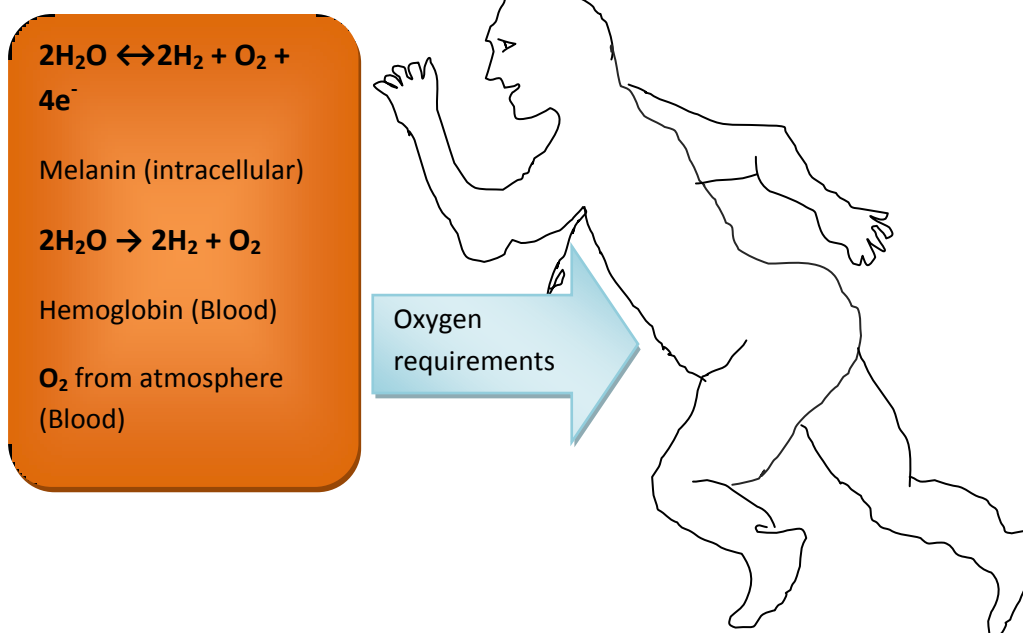 2H₂O ↔2H₂ + O₂ +
4e⁻
Melanin (intracellular)
2H₂O → 2H₂ + O₂
Hemoglobin (Blood)
O₂ from atmosphere
(Blood)
Oxygen
requirements